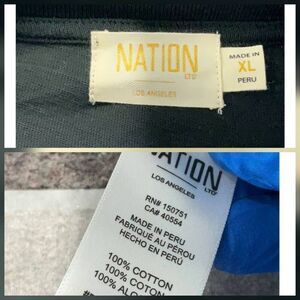 NATION
LTD
LOS ANGELES
MADE IN
XL
PERU
NATION
LTD
LOS ANGELES
RN# 150751
CA# 40554
MADE IN PERU
FABRIQUÉ AU PÉROU
HECHO EN PERÚ
100% COTTON
100% COTON